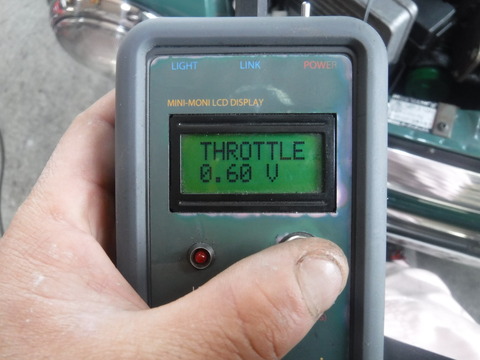 LIGHT LINK POWER
MINI-MONI LCD DISPLAY
THROTTLE
0.60 V